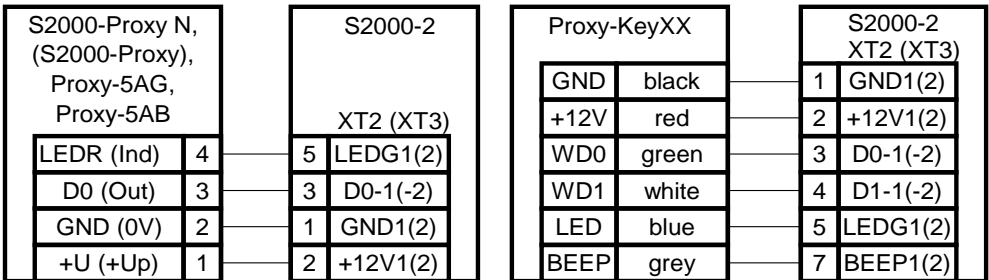 S2000-Proxy N,
(S2000-Proxy),
Proxy-5AG,
Proxy-5AB
LEDR (Ind) 4
D0 (Out) 3
GND (0V) 2
+U (+Up) 1
S2000-2
XT2 (XT3)
5 LEDG1(2)
3 D0-1(-2)
1 GND1(2)
2 +12V1(2)
Proxy-KeyXX
GND black
+12V red
WD0 green
WD1 white
LED blue
BEEP grey
S2000-2
XT2 (XT3)
1 GND1(2)
2 +12V1(2)
3 D0-1(-2)
4 D1-1(-2)
5 LEDG1(2)
7 BEEP1(2)